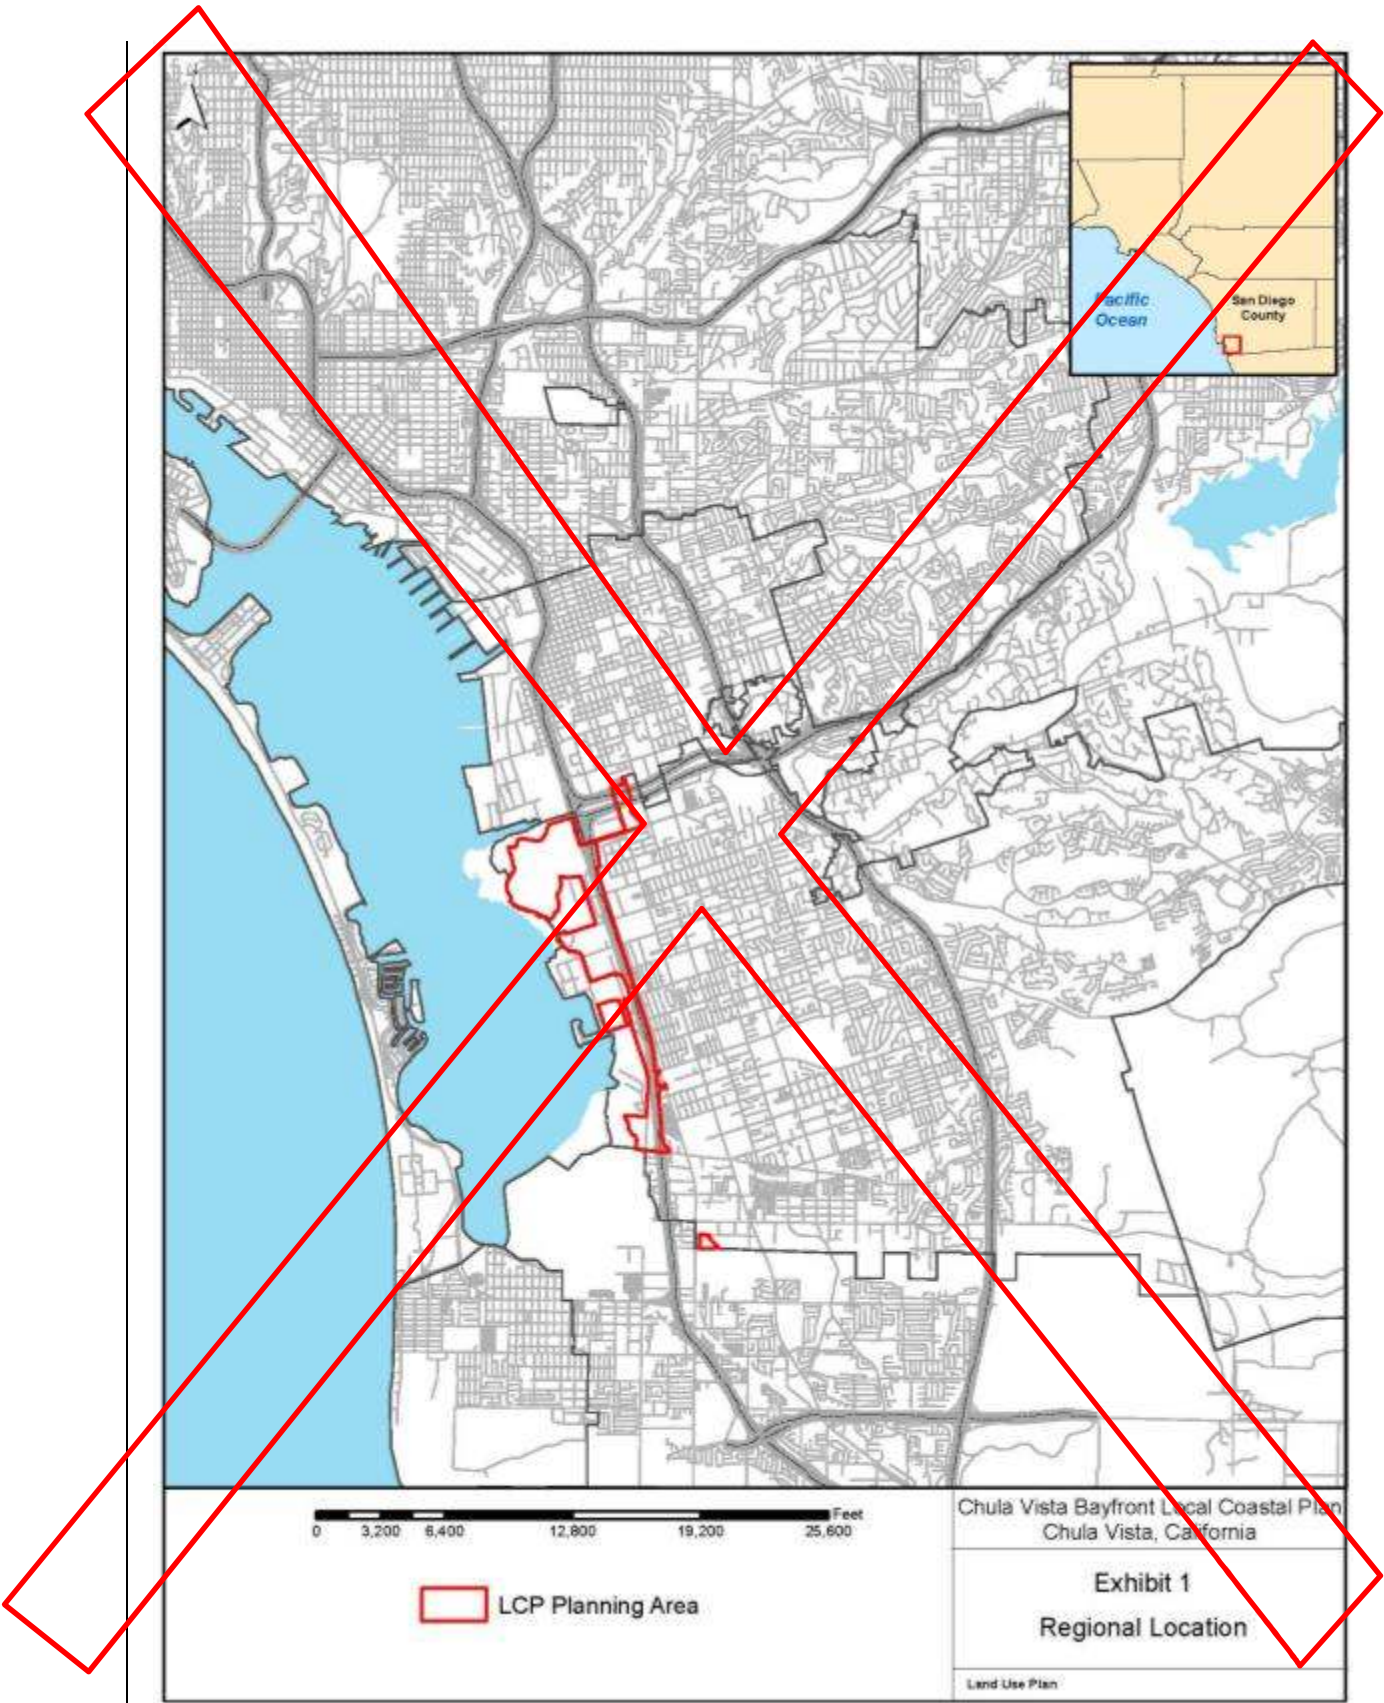 Pacific
Ocean
San Diego
County
Feet
0 3,200 6,400 12,800 19,200 25,600
LCP Planning Area
Chula Vista Bayfront Local Coastal Plan
Chula Vista, California
Exhibit 1
Regional Location
Land Use Plan